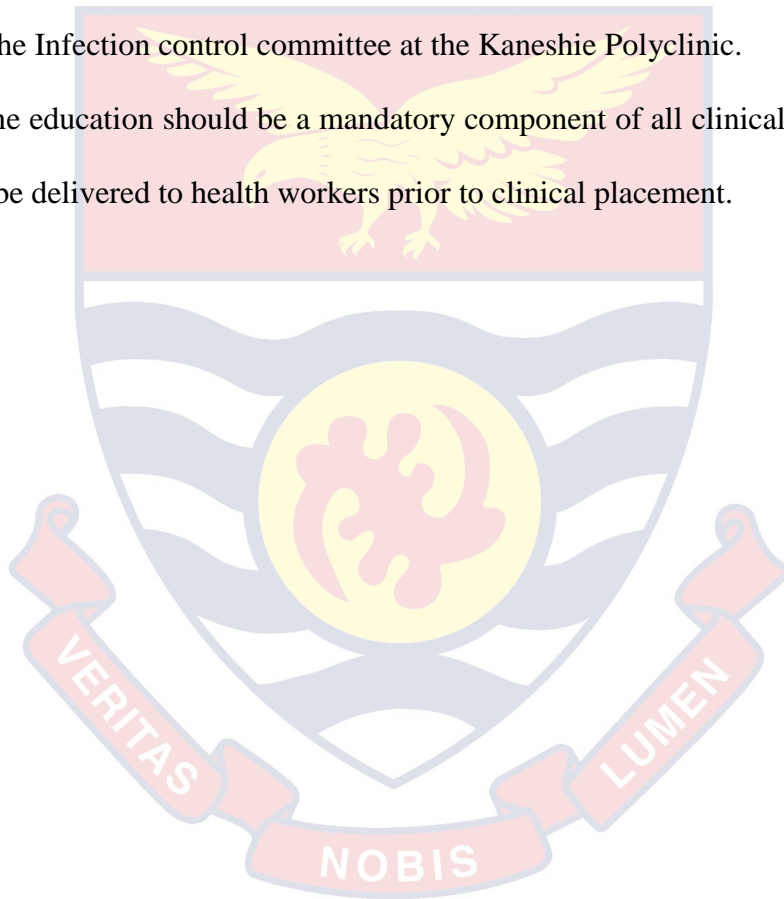 he Infection control committee at the Kaneshie Polyclinic.
ne education should be a mandatory component of all clinical
be delivered to health workers prior to clinical placement.
VERITAS
NOBIS
LUMEN